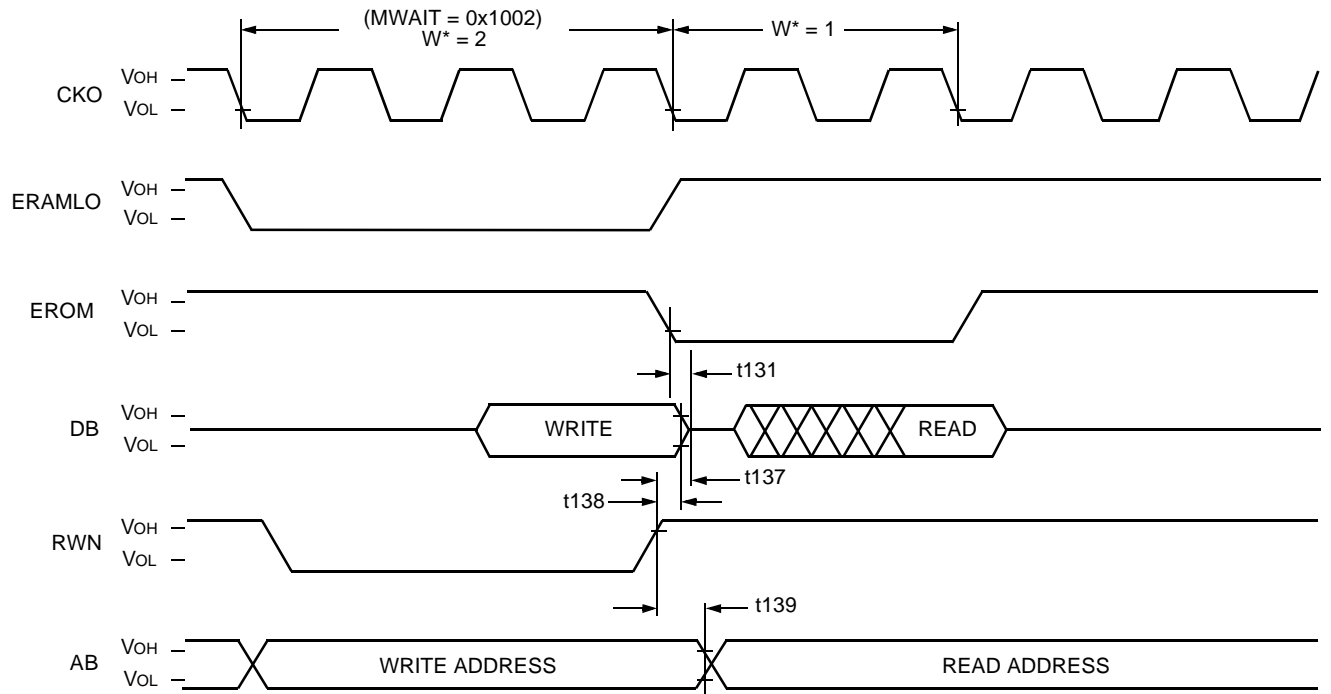 (MWAIT = 0x1002)
W* = 2
W* = 1
VOH
CKO
VOL
VOH
ERAMLO
VOL
VOH
EROM
VOL
t131
VOH
DB
WRITE
READ
VOL
t137
t138
VOH
RWN
VOL
t139
VOH
AB
WRITE ADDRESS
READ ADDRESS
VOL